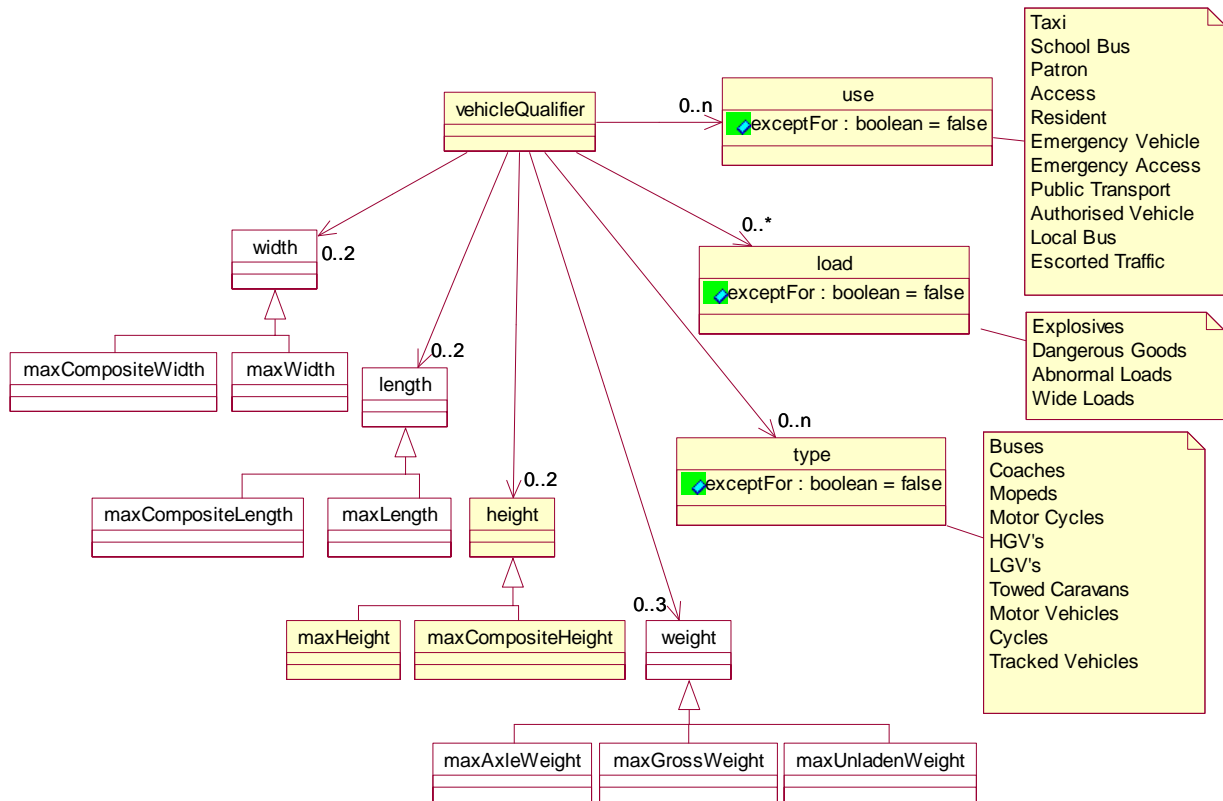 Taxi
School Bus
Patron
Access
Resident
Emergency Vehicle
Emergency Access
Public Transport
Authorised Vehicle
Local Bus
Escorted Traffic
vehicleQualifier
0..n
use
exceptFor : boolean = false
width
0..2
0..*
load
exceptFor : boolean = false
Explosives
Dangerous Goods
Abnormal Loads
Wide Loads
maxCompositeWidth
maxWidth
0..2
length
0..n
type
exceptFor : boolean = false
Buses
Coaches
Mopeds
Motor Cycles
HGV's
LGV's
Towed Caravans
Motor Vehicles
Cycles
Tracked Vehicles
maxCompositeLength
maxLength
0..2
height
maxHeight
maxCompositeHeight
0..3
weight
maxAxleWeight
maxGrossWeight
maxUnladenWeight